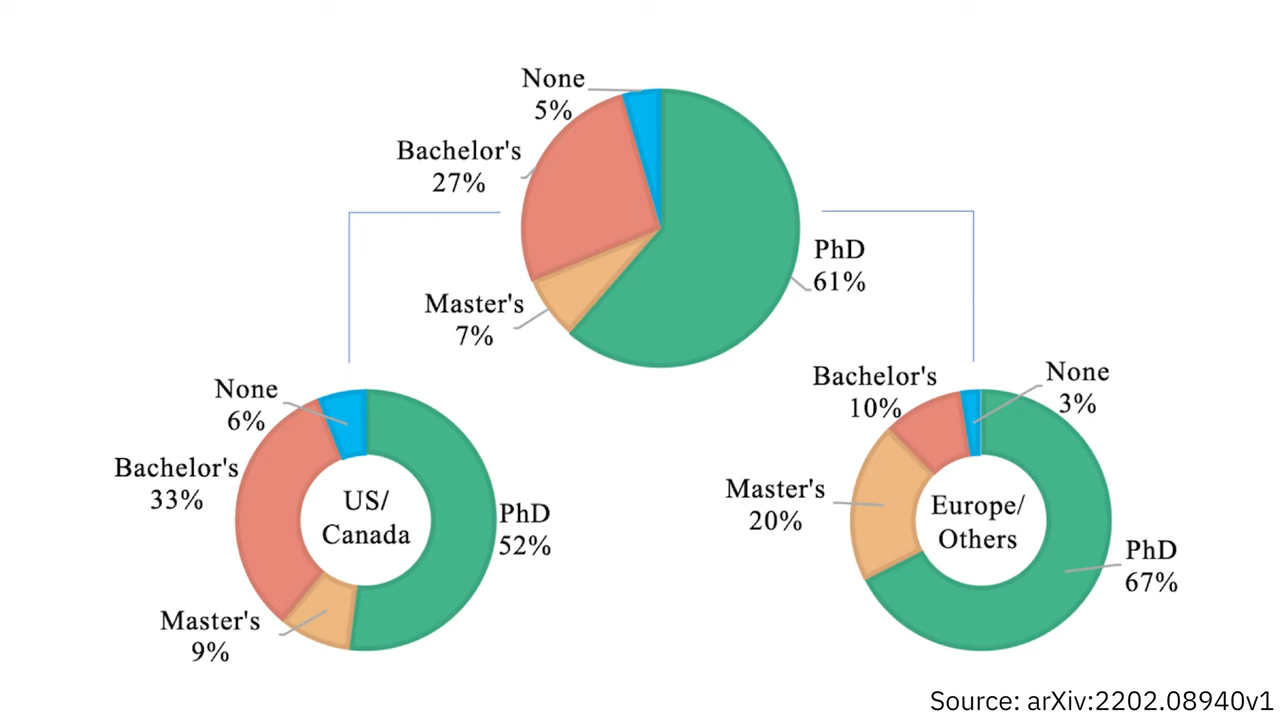 None
5%
Bachelor's
27%
PhD
61%
Master's
7%
None
6%
Bachelor's
33%
US/
Canada
PhD
52%
Master's
9%
Bachelor's
10%
None
3%
Master's
20%
Europe/
Others
PhD
67%
Source: arXiv:2202.08940v1